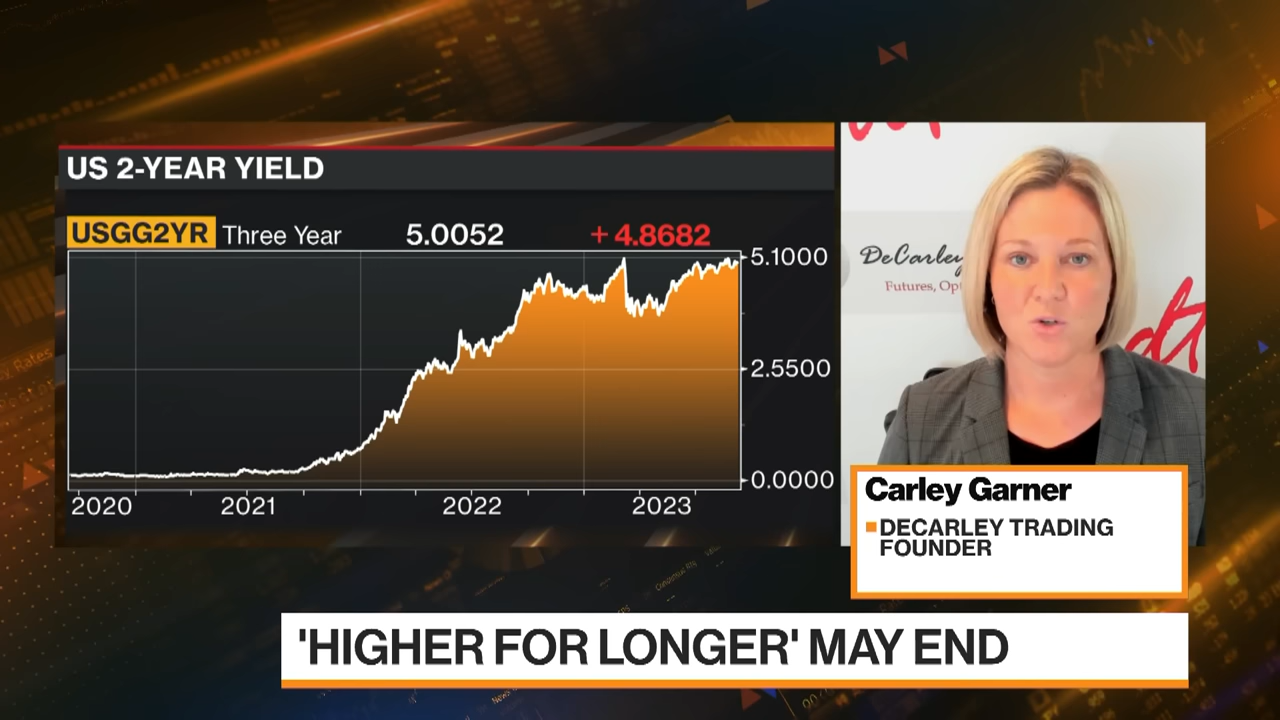 US 2-YEAR YIELD
USGG2YR Three Year 5.0052 +4.8682
5.1000
2.5500
0.0000
2020 2021 2022 2023
DeCarley
Futures, Opt
dt
Carley Garner
DECARLEY TRADING
FOUNDER
'HIGHER FOR LONGER' MAY END